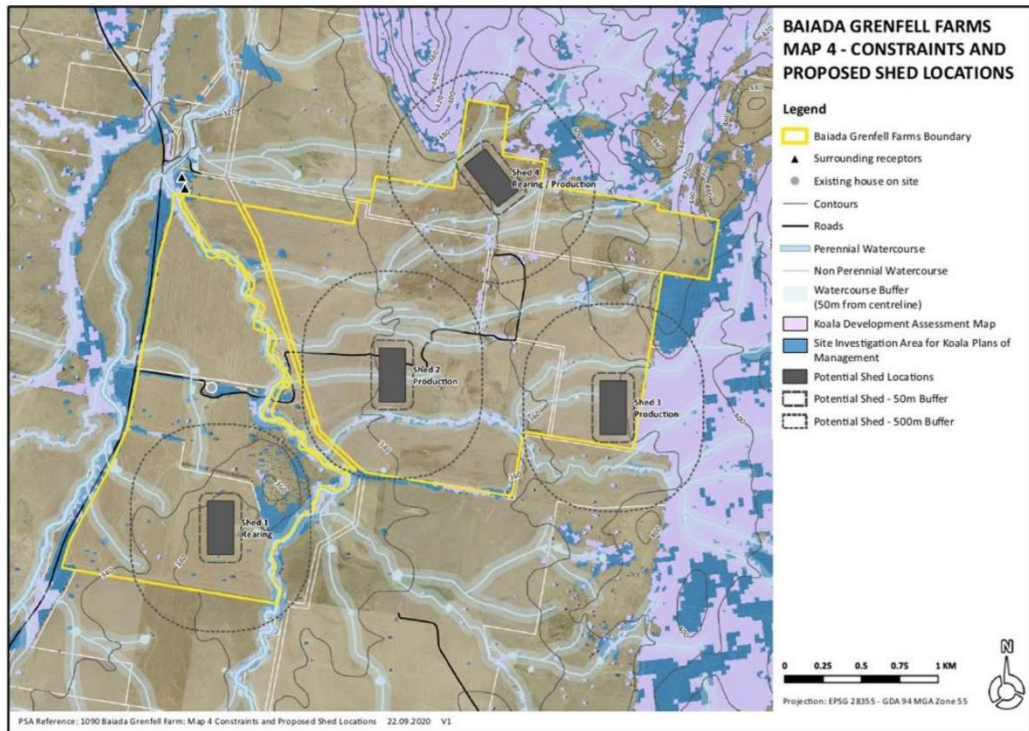 BAIADA GRENFELL FARMS
MAP 4 - CONSTRAINTS AND
PROPOSED SHED LOCATIONS
Legend
Baiada Grenfell Farms Boundary
Surrounding receptors
Existing house on site
Contours
Roads
Perennial Watercourse
Non Perennial Watercourse
Watercourse Buffer
(50m from centreline)
Koala Development Assessment Map
Site Investigation Area for Koala Plans of
Management
Potential Shed Locations
Potential Shed - 50m Buffer
Potential Shed - 500m Buffer
Shed 4
Rearing / Production
Shed 2
Production
Shed 3
Production
Shed 1
Rearing
N
0 0.25 0.5 0.75 1 KM
Projection: EPSG 28355 - GDA 94 MGA Zone 55
PSA Reference: 1090 Baiada Grenfell Farm: Map 4 Constraints and Proposed Shed Locations 22.09.2020 V1